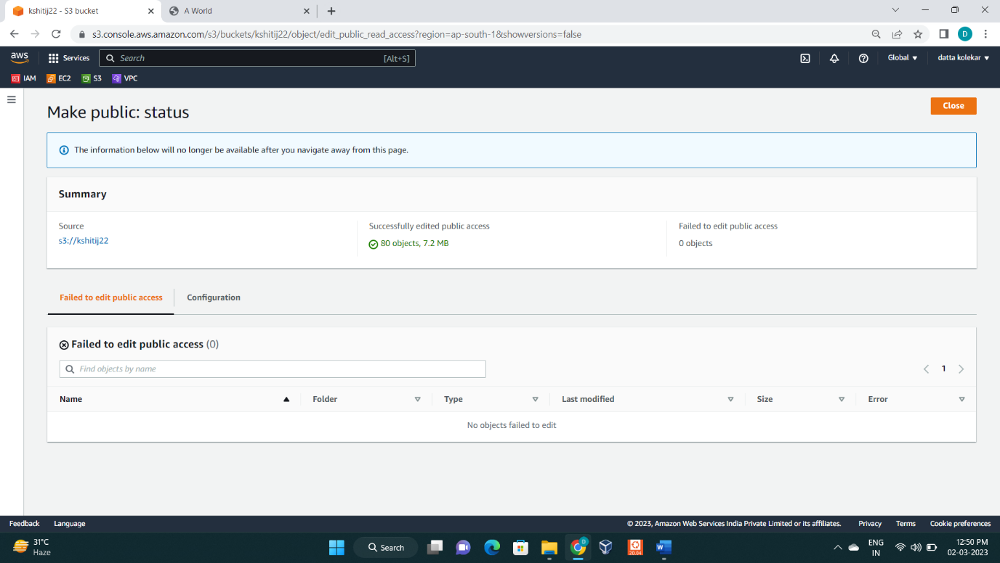 kshitij22 - S3 bucket
A World
s3.console.aws.amazon.com/s3/buckets/kshitij22/object/edit_public_read_access?region=ap-south-1&showversions=false
D
aws
Services
Search
[Alt+S]
Global
datta kolekar
IAM
EC2
S3
VPC
Make public: status
Close
The information below will no longer be available after you navigate away from this page.
Summary
Source
s3://kshitij22
Successfully edited public access
80 objects, 7.2 MB
Failed to edit public access
0 objects
Failed to edit public access
Configuration
Failed to edit public access (0)
Find objects by name
1
Name
Folder
Type
Last modified
Size
Error
No objects failed to edit
Feedback
Language
© 2023, Amazon Web Services India Private Limited or its affiliates.
Privacy
Terms
Cookie preferences
31°C
Haze
Search
D
20.04
W
ENG
IN
12:50 PM
02-03-2023